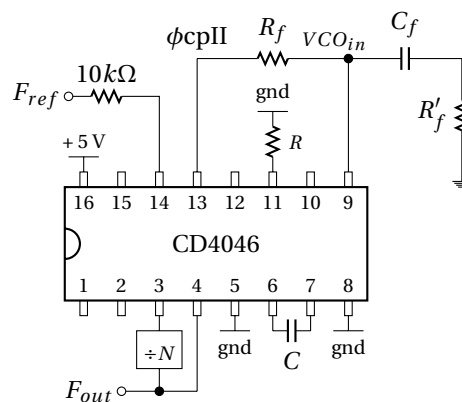 ϕcpII R_f VCO_in C_f
F_ref 10kΩ gnd
R R′_f
+5 V
16 15 14 13 12 11 10 9
CD4046
1 2 3 4 5 6 7 8
÷N gnd C gnd
F_out